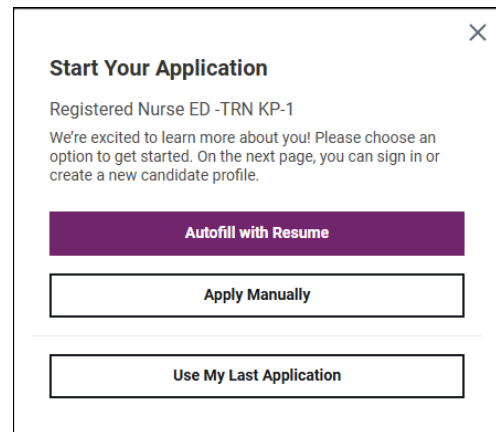 Start Your Application
Registered Nurse ED -TRN KP-1
We're excited to learn more about you! Please choose an
option to get started. On the next page, you can sign in or
create a new candidate profile.
Autofill with Resume
Apply Manually
Use My Last Application